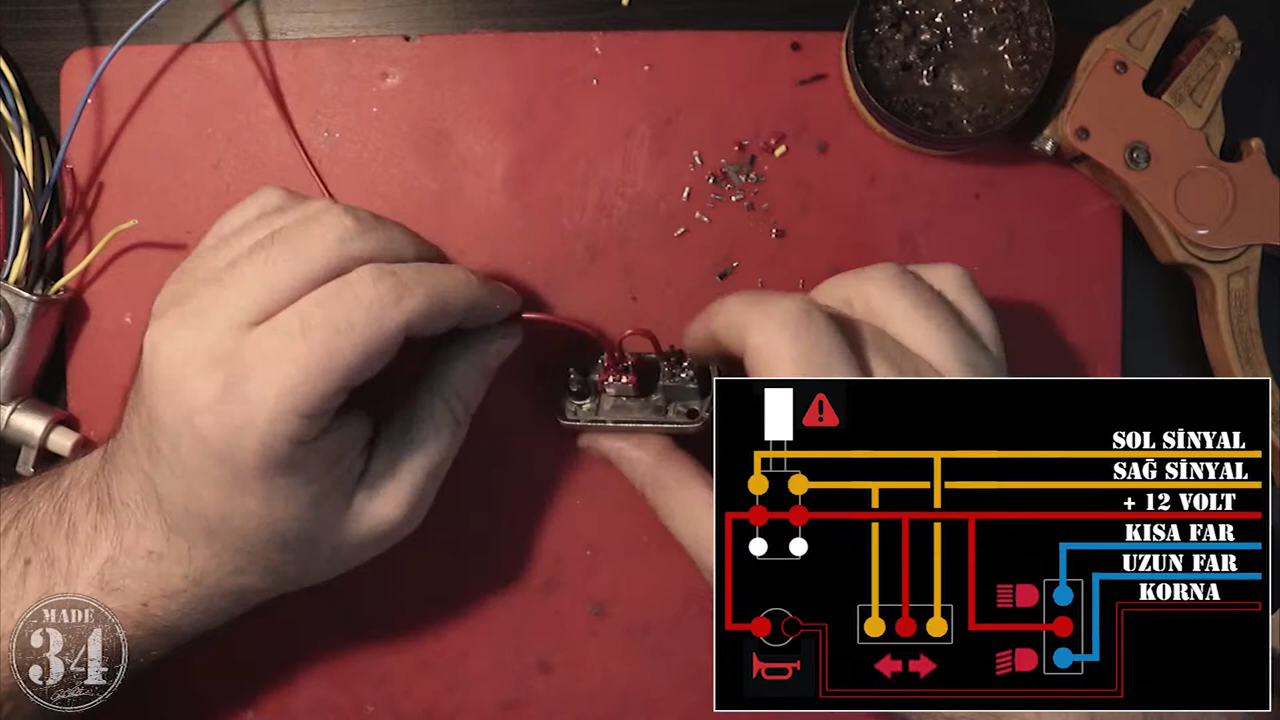 SOL SİNYAL
SAĞ SİNYAL
+ 12 VOLT
KISA FAR
UZUN FAR
KORNA
MADE
34